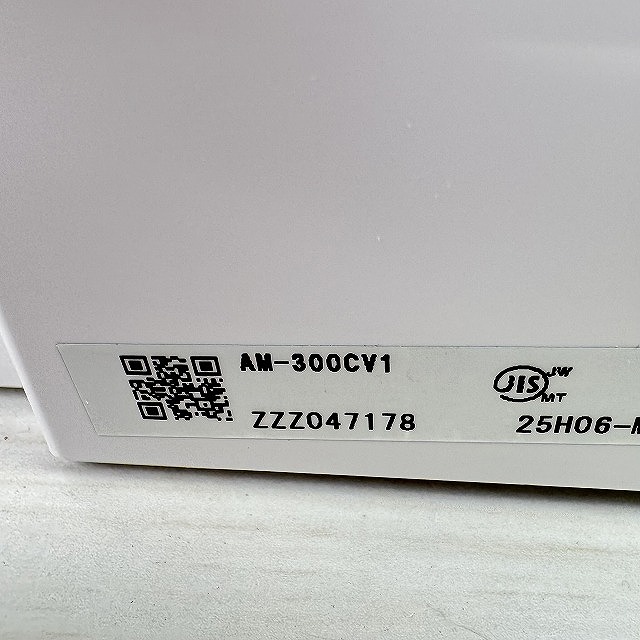 AM-300CV1
ZZZ047178
JIS
JW
MT
25H06-M